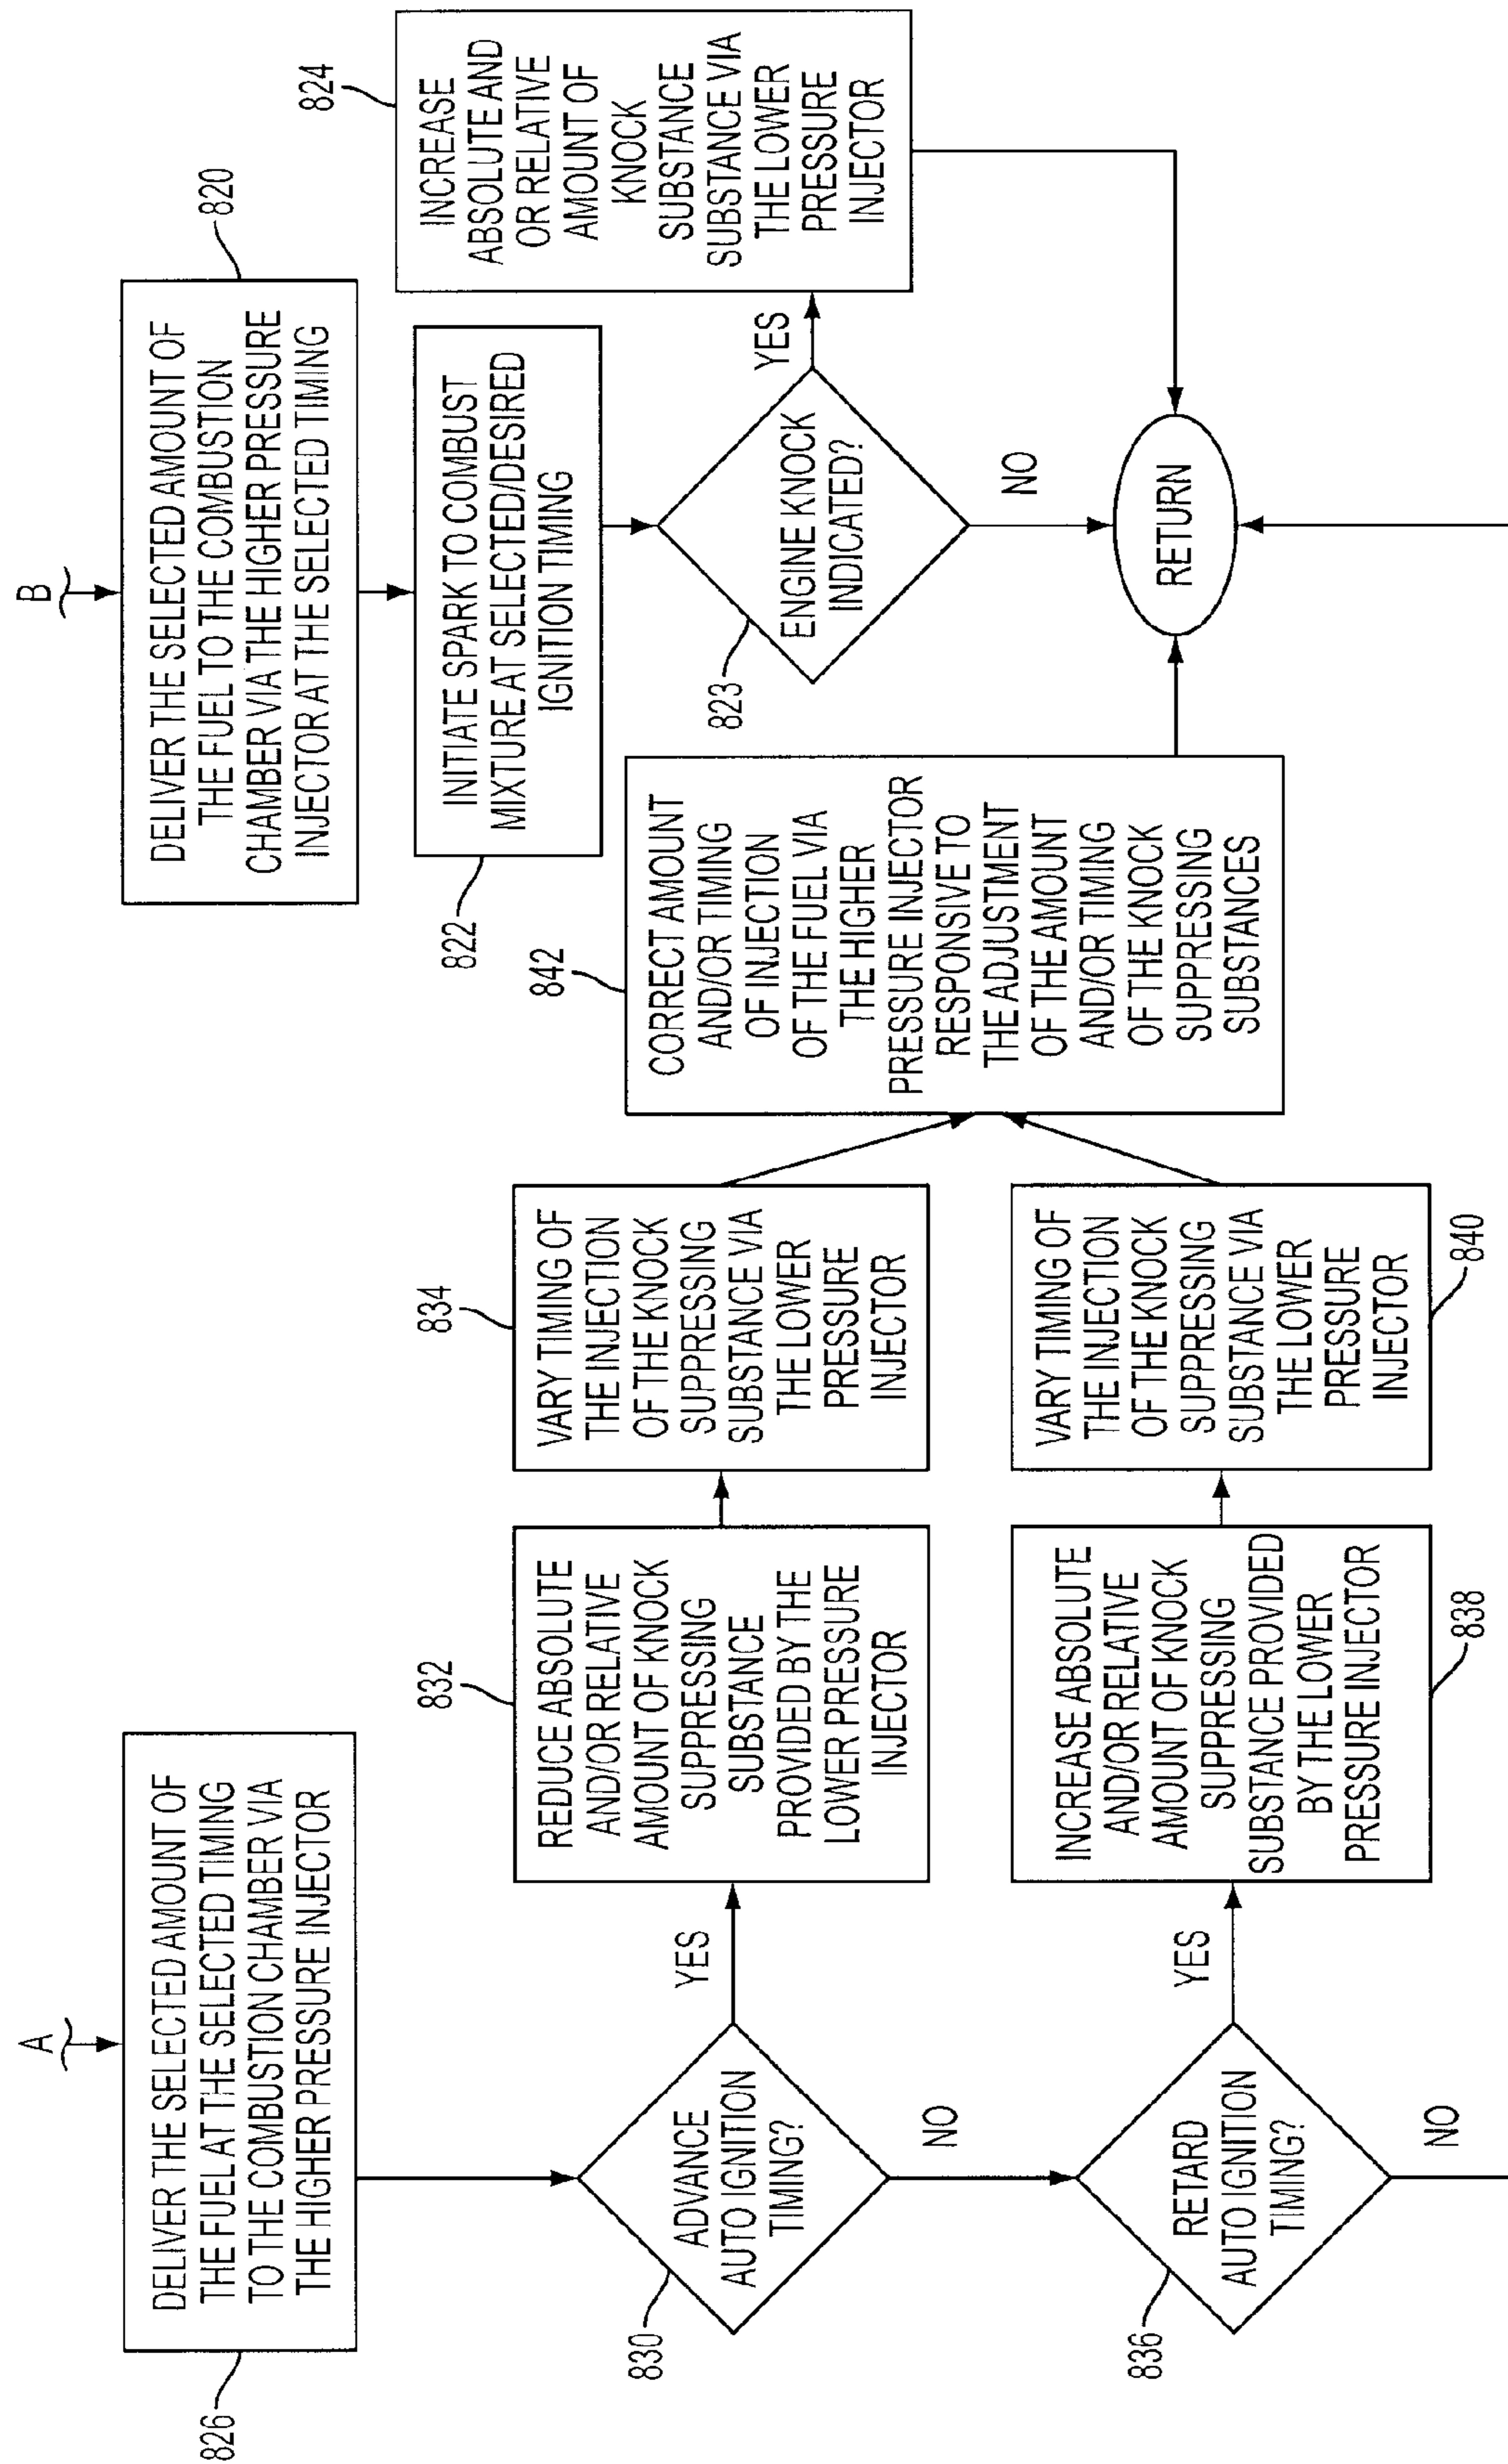 A
826
DELIVER THE SELECTED AMOUNT OF
THE FUEL AT THE SELECTED TIMING
TO THE COMBUSTION CHAMBER VIA
THE HIGHER PRESSURE INJECTOR
830
ADVANCE
AUTO IGNITION
TIMING?
YES
NO
832
REDUCE ABSOLUTE
AND/OR RELATIVE
AMOUNT OF KNOCK
SUPPRESSING
SUBSTANCE
PROVIDED BY THE
LOWER PRESSURE
INJECTOR
834
VARY TIMING OF
THE INJECTION
OF THE KNOCK
SUPPRESSING
SUBSTANCE VIA
THE LOWER
PRESSURE
INJECTOR
836
RETARD
AUTO IGNITION
TIMING?
YES
NO
INCREASE ABSOLUTE
AND/OR RELATIVE
AMOUNT OF KNOCK
SUPPRESSING
SUBSTANCE PROVIDED
BY THE LOWER
PRESSURE INJECTOR
838
VARY TIMING OF
THE INJECTION
OF THE KNOCK
SUPPRESSING
SUBSTANCE VIA
THE LOWER
PRESSURE
INJECTOR
840
842
CORRECT AMOUNT
AND/OR TIMING
OF INJECTION
OF THE FUEL VIA
THE HIGHER
PRESSURE INJECTOR
RESPONSIVE TO
THE ADJUSTMENT
OF THE AMOUNT
AND/OR TIMING
OF THE KNOCK
SUPPRESSING
SUBSTANCES
B
820
DELIVER THE SELECTED AMOUNT OF
THE FUEL TO THE COMBUSTION
CHAMBER VIA THE HIGHER PRESSURE
INJECTOR AT THE SELECTED TIMING
822
INITIATE SPARK TO COMBUST
MIXTURE AT SELECTED/DESIRED
IGNITION TIMING
823
ENGINE KNOCK
INDICATED?
YES
NO
824
INCREASE
ABSOLUTE AND
OR RELATIVE
AMOUNT OF
KNOCK
SUBSTANCE
SUBSTANCE VIA
THE LOWER
PRESSURE
INJECTOR
RETURN